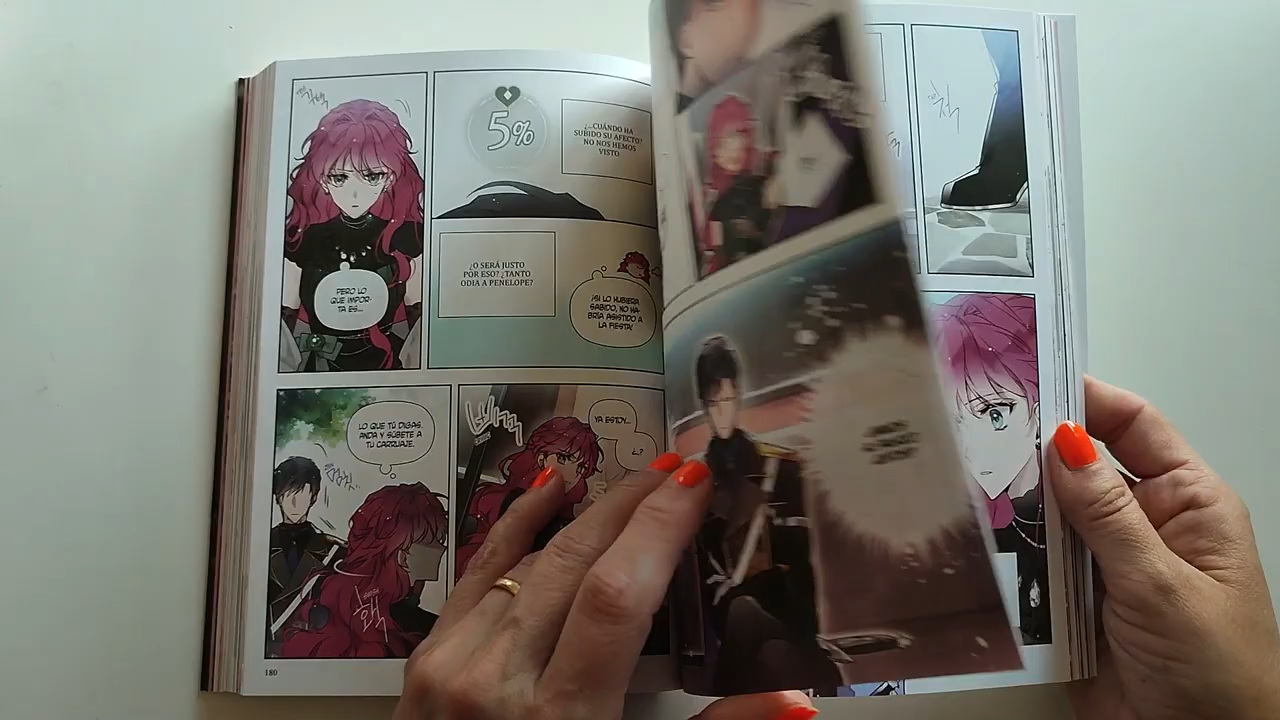 PERO LO
QUE IMPOR-
TA ES...
5%
¿...CUÁNDO HA
SUBIDO SU AFECTO?
NO NOS HEMOS
VISTO
¿O SERÁ JUSTO
POR ESO? ¿TANTO
ODIA A PENELOPE?
¡SI LO HUBIERA
SABIDO, NO HA-
BRÍA ASISTIDO A
LA FIESTA!
LO QUE TÚ DIGAS.
ANDA Y SÚBETE A
TU CARRUAJE.
YA ESTOY...
¿...?
180